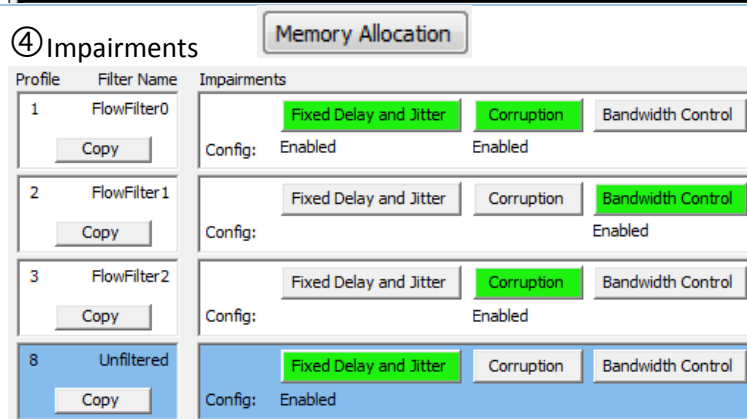 Memory Allocation
④Impairments
Profile Filter Name Impairments
1 FlowFilter0 Fixed Delay and Jitter Corruption Bandwidth Control
Copy Config: Enabled Enabled
2 FlowFilter1 Fixed Delay and Jitter Corruption Bandwidth Control
Copy Config: Enabled
3 FlowFilter2 Fixed Delay and Jitter Corruption Bandwidth Control
Copy Config: Enabled
8 Unfiltered Fixed Delay and Jitter Corruption Bandwidth Control
Copy Config: Enabled